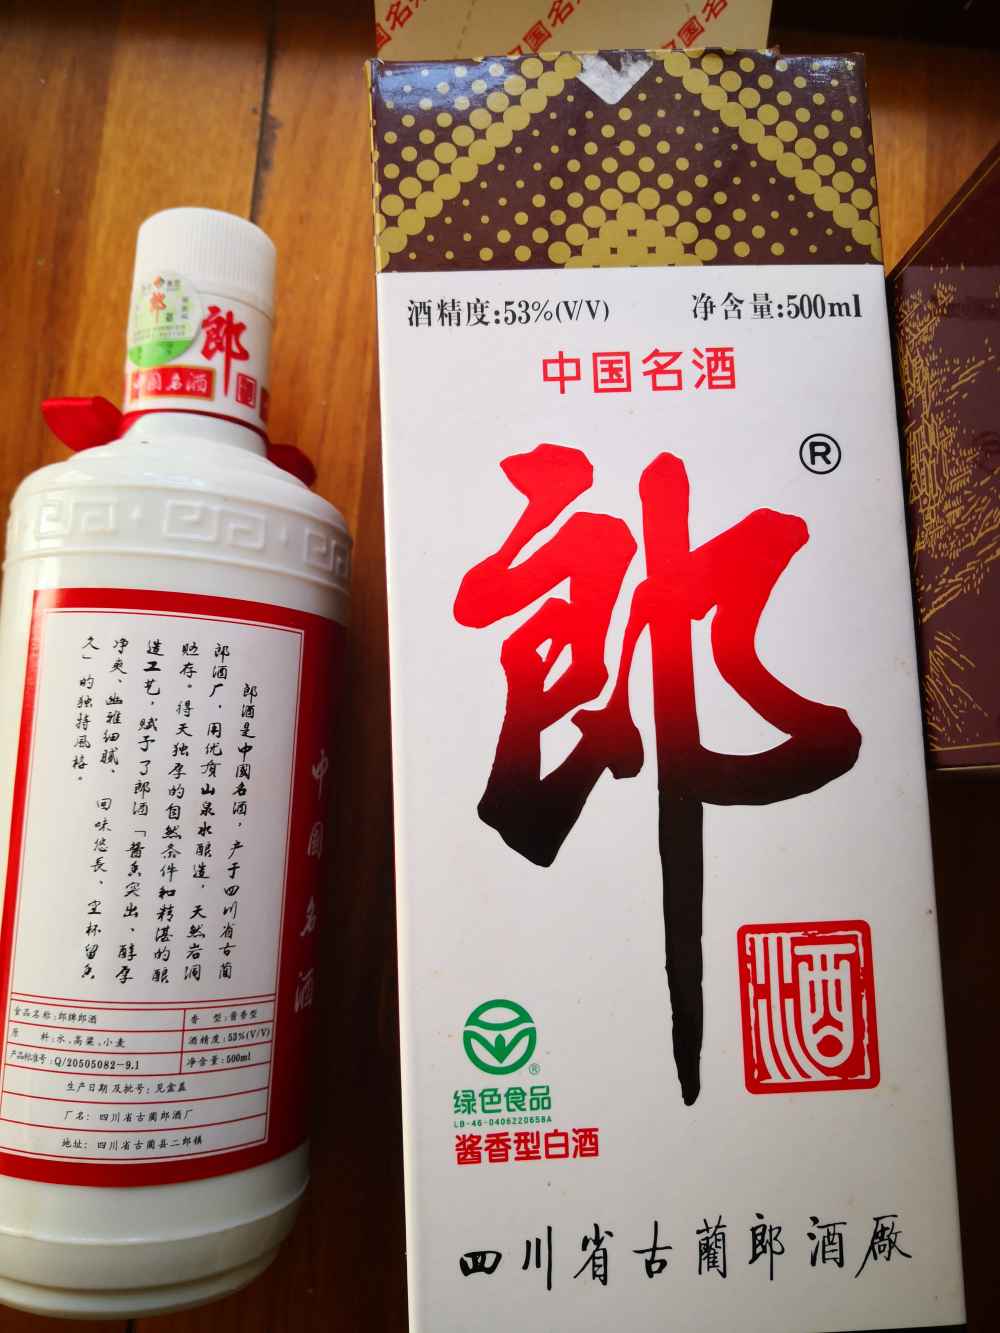 酒精度:53%(V/V)
净含量:500ml
中国名酒
郎
®
酒
绿色食品
®
LB-46-0406220658A
酱香型白酒
四川省古蔺郎酒廠
郎
中国名酒
郎酒是中國名酒，产于四川省古蔺
郎酒厂，用优质山泉水酿造，天然岩洞
贮存。得天独厚的自然条件和精湛的酿
造工艺，赋予了郎酒「酱香突出、醇厚
净爽、幽雅细腻、回味悠長、空杯留香
久」的独特風格。
中國名酒
食品名称:郎牌郎酒
香 型:酱香型
原 料:水、高粱、小麦
酒精度:53%(V/V)
产品标准号:Q/20505082-9.1
净含量:500ml
生产日期及批号: 见盒盖
厂名: 四川省古蔺郎酒厂
地址: 四川省古蔺县二郎镇